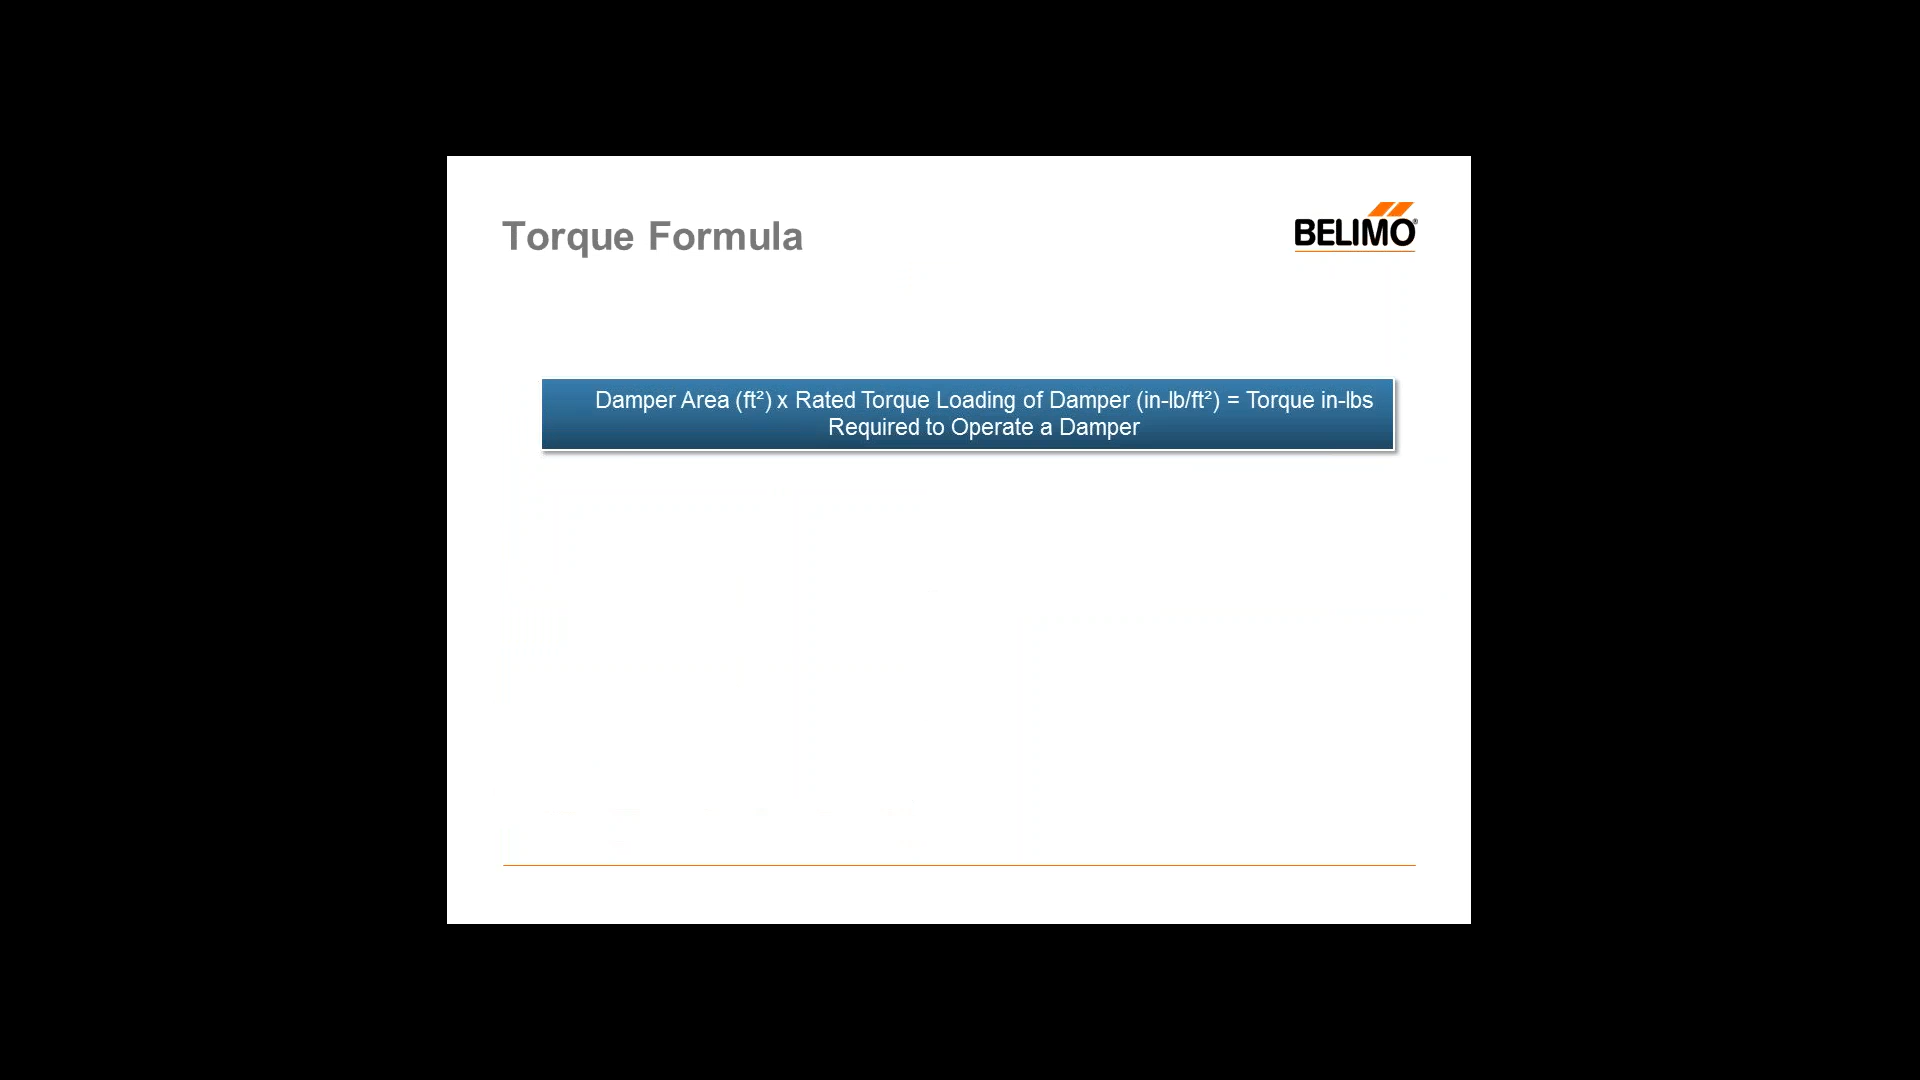 Torque Formula
BELIMO®
Damper Area (ft²) x Rated Torque Loading of Damper (in-lb/ft²) = Torque in-lbs
Required to Operate a Damper